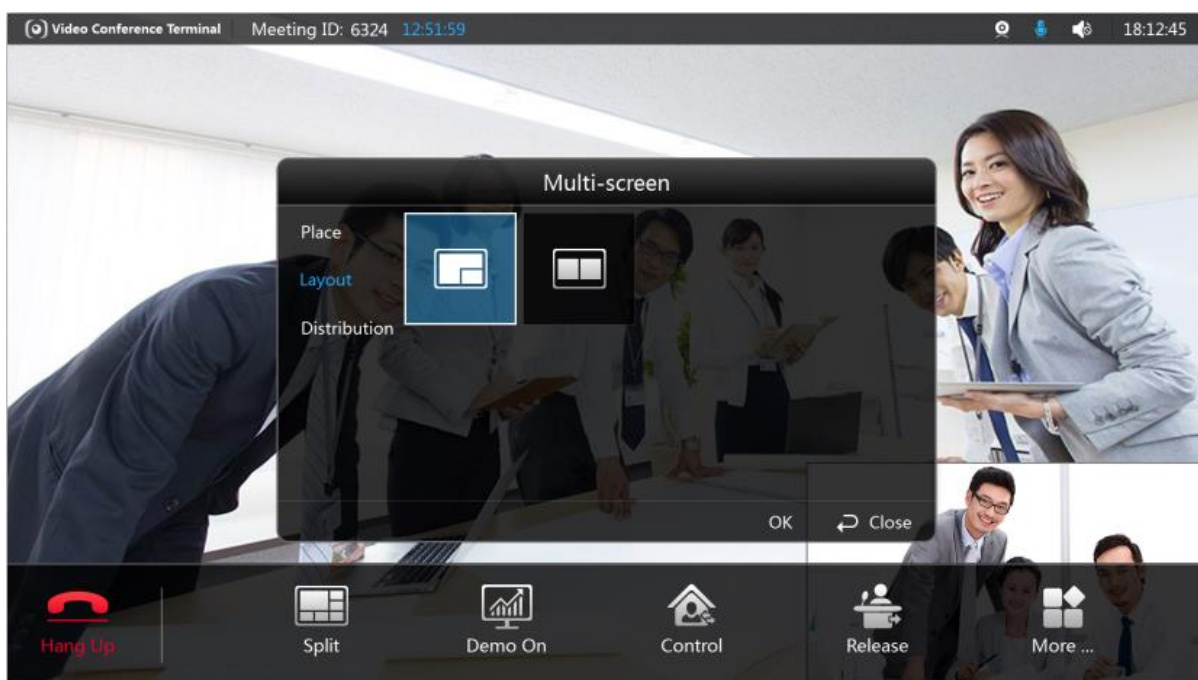 Video Conference Terminal Meeting ID: 6324 12:51:59 18:12:45
Multi-screen
Place
Layout
Distribution
OK Close
Hang Up Split Demo On Control Release More ...